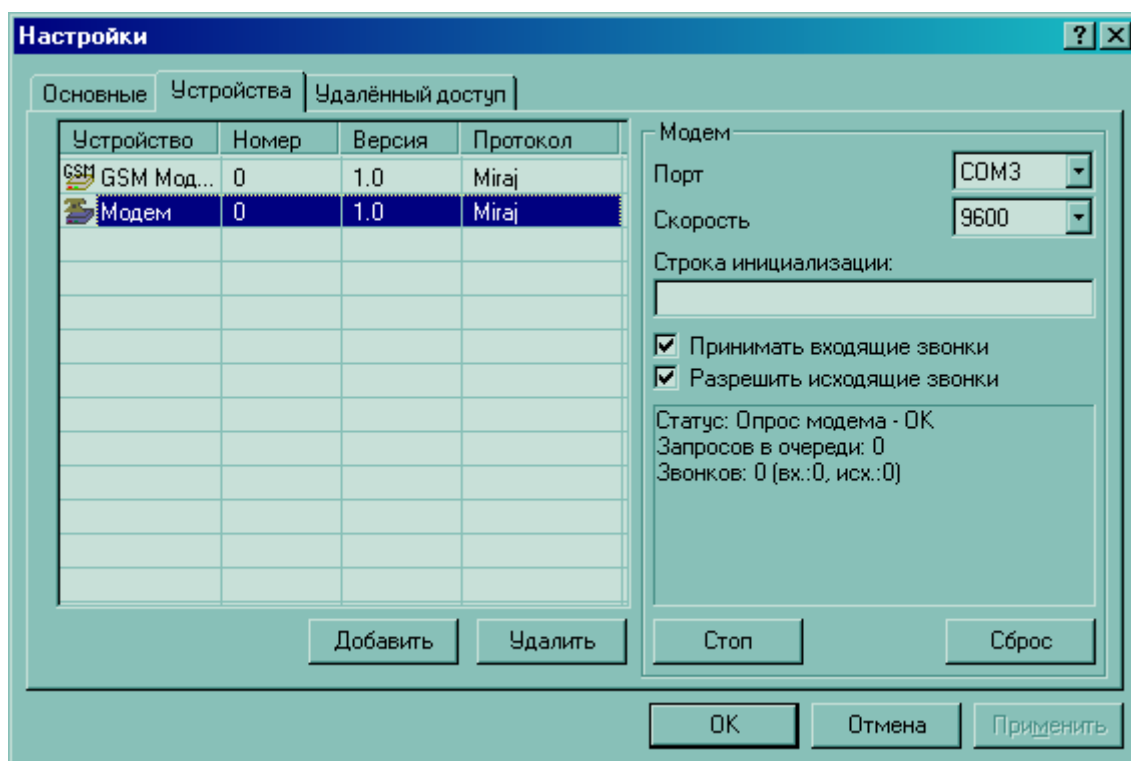 Настройки
Основные Устройства Удалённый доступ
Устройство Номер Версия Протокол
GSM Мод... 0 1.0 Miraj
Модем 0 1.0 Miraj
Добавить Удалить
Модем
Порт COM3
Скорость 9600
Строка инициализации:
Принимать входящие звонки
Разрешить исходящие звонки
Статус: Опрос модема - OK
Запросов в очереди: 0
Звонков: 0 (вх.:0, исх.:0)
Стоп Сброс
OK Отмена Применить